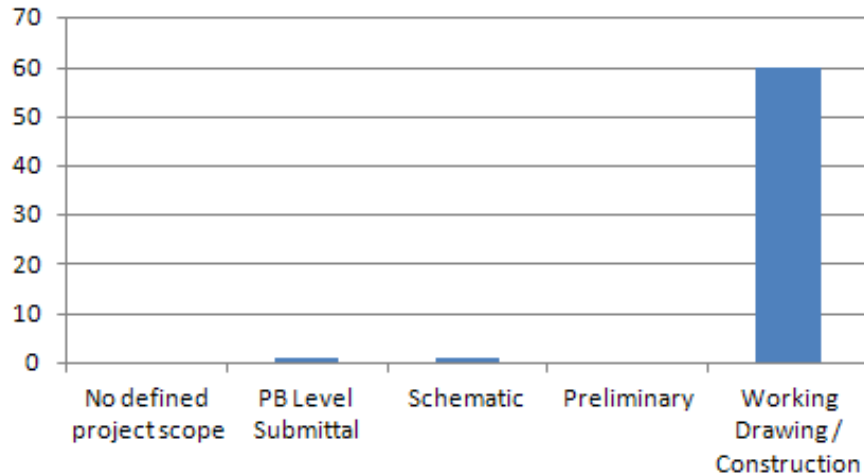 70
60
50
40
30
20
10
0
No defined
project scope
PB Level
Submittal
Schematic
Preliminary
Working
Drawing /
Construction